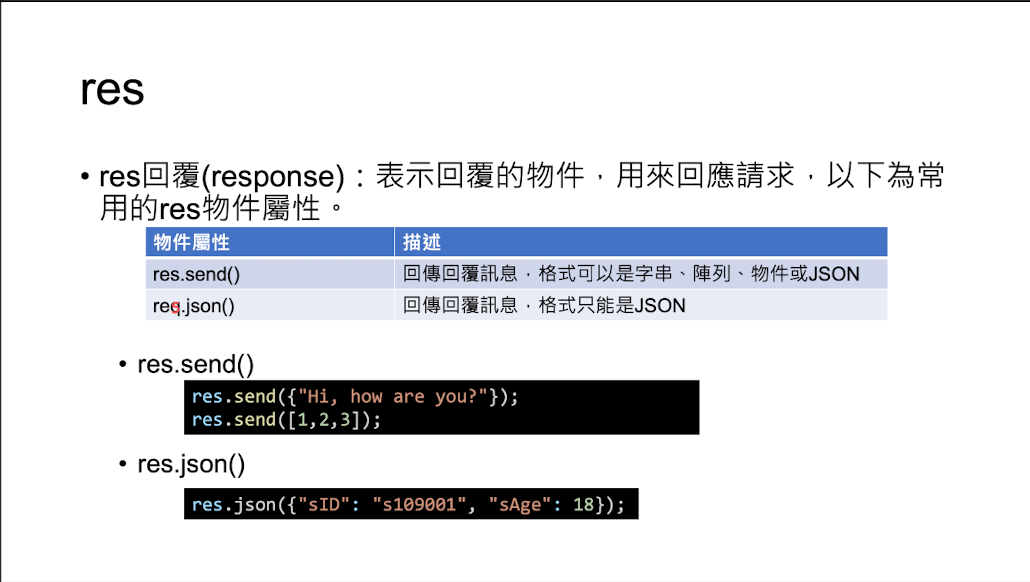 res
• res回覆(response)：表示回覆的物件，用來回應請求，以下為常
用的res物件屬性。
物件屬性 描述
res.send() 回傳回覆訊息，格式可以是字串、陣列、物件或JSON
req.json() 回傳回覆訊息，格式只能是JSON
• res.send()
res.send({"Hi, how are you?"});
res.send([1,2,3]);
• res.json()
res.json({"sID": "s109001", "sAge": 18});